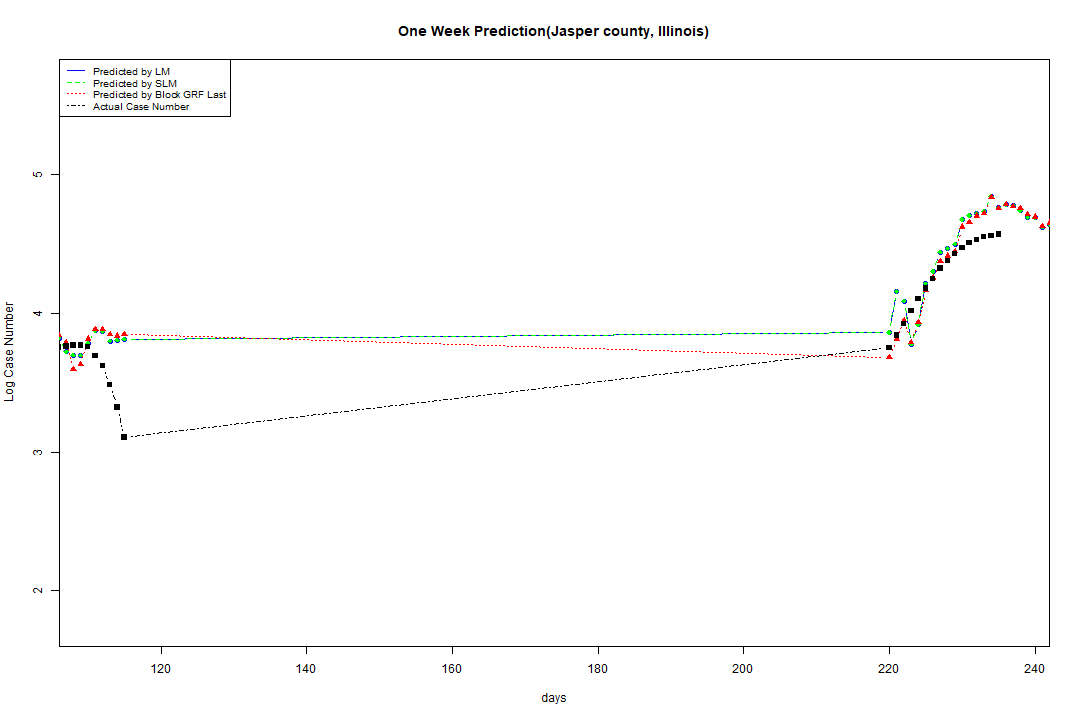 One Week Prediction(Jasper county, Illinois)
Predicted by LM
Predicted by SLM
Predicted by Block GRF Last
Actual Case Number
5
4
3
2
Log Case Number
120 140 160 180 200 220 240
days